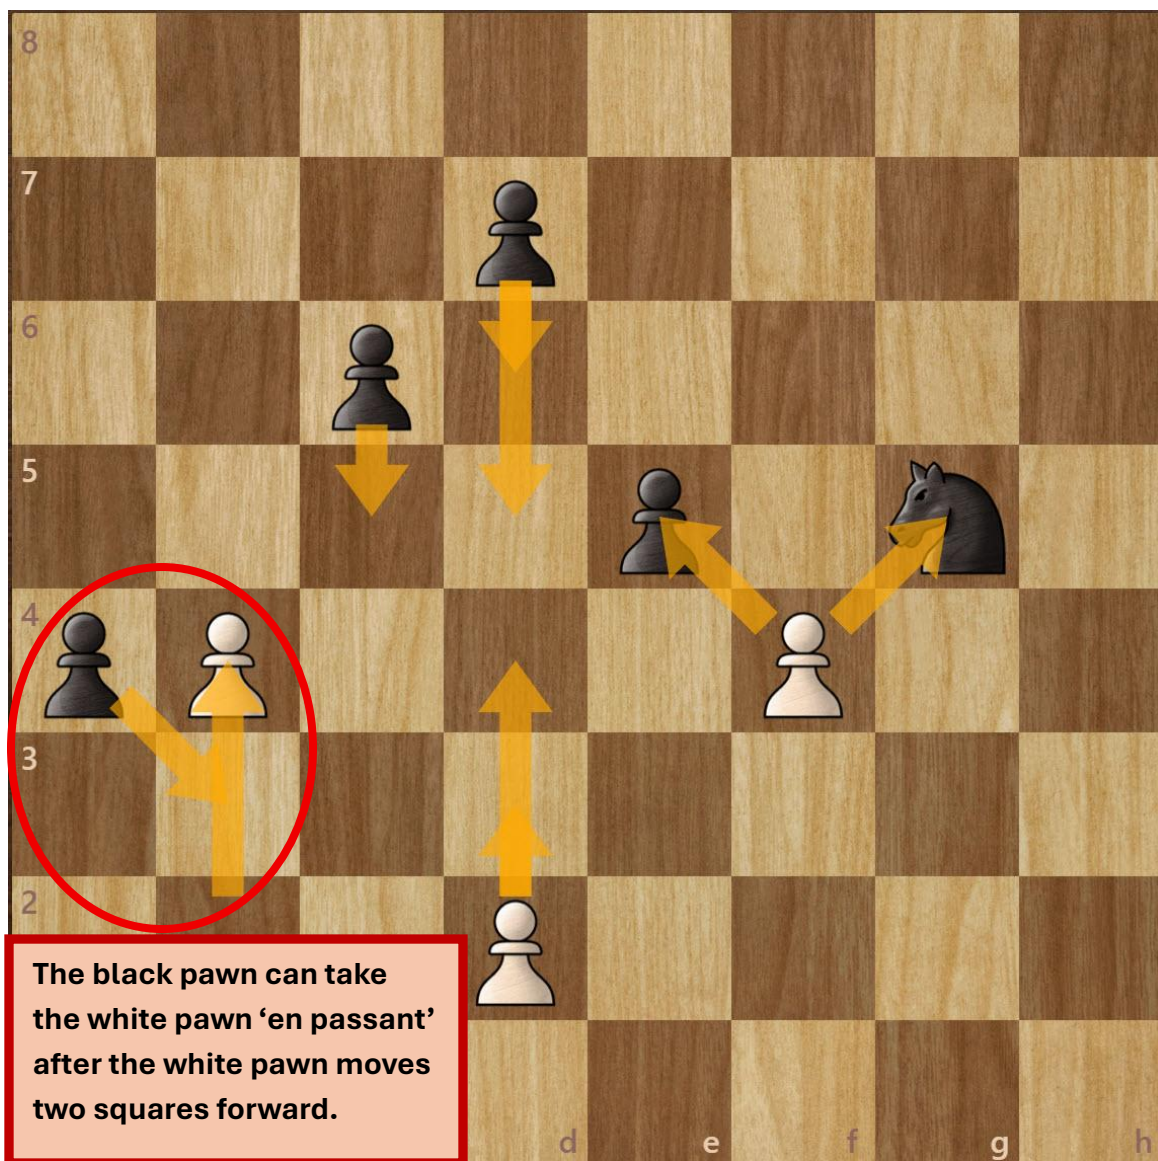 8
7
6
5
4
3
2
The black pawn can take
the white pawn ‘en passant’
after the white pawn moves
two squares forward.
d e f g h